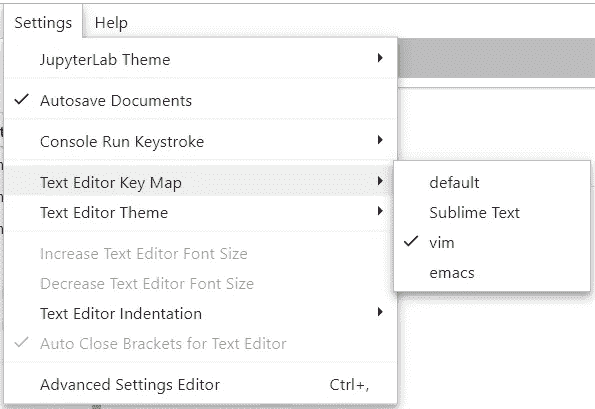 Settings Help
JupyterLab Theme
Autosave Documents
Console Run Keystroke
Text Editor Key Map
Text Editor Theme
Increase Text Editor Font Size
Decrease Text Editor Font Size
Text Editor Indentation
Auto Close Brackets for Text Editor
Advanced Settings Editor Ctrl+,
default
Sublime Text
vim
emacs